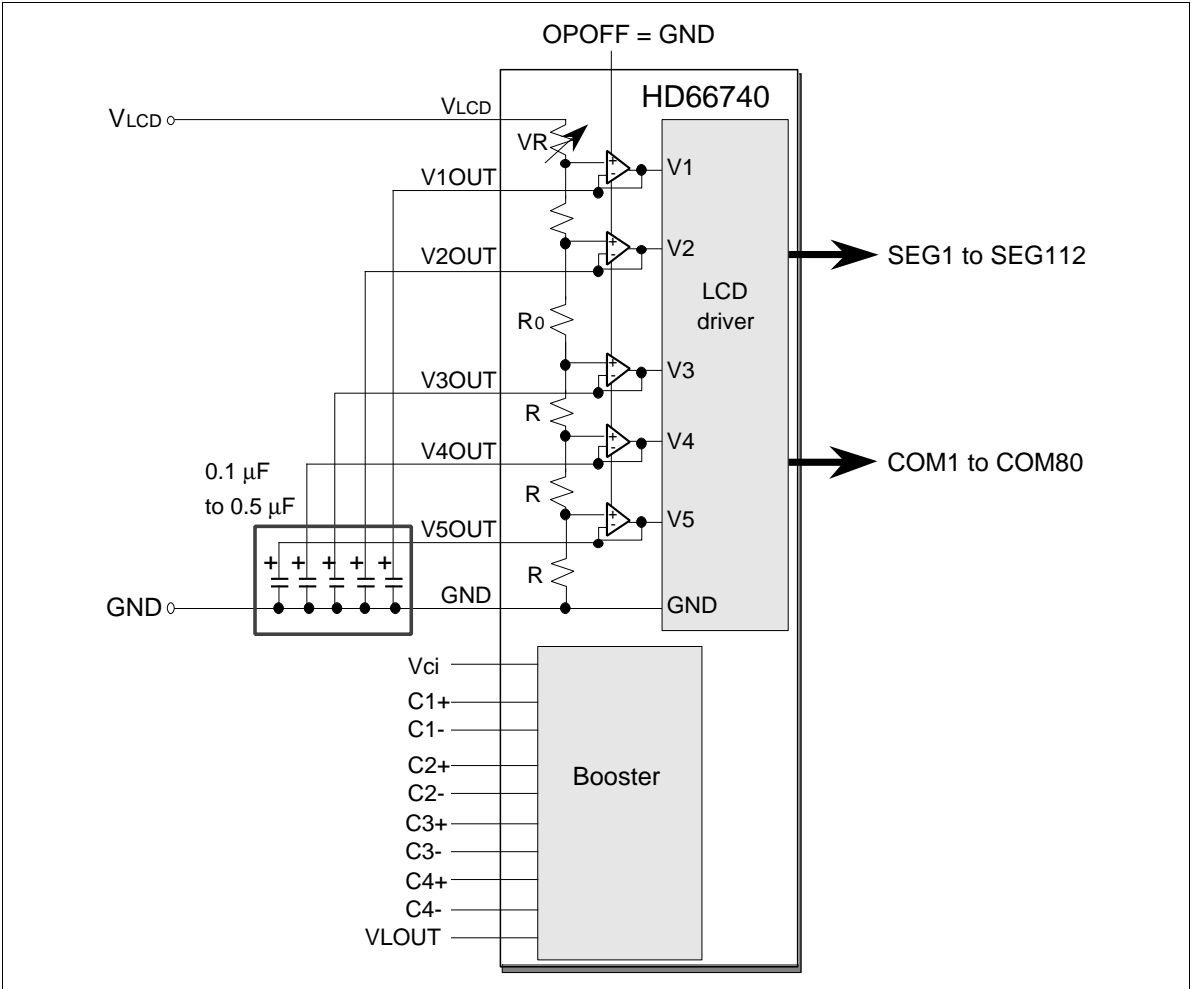 OPOFF = GND
HD66740
VLCD
VLCD
VR
+
-
V1
V1OUT
+
-
V2
V2OUT
SEG1 to SEG112
LCD
driver
R0
+
-
V3
V3OUT
R
+
-
V4
V4OUT
COM1 to COM80
0.1 μF
to 0.5 μF
R
+
-
V5
V5OUT
+ + + + +
R
GND
GND
GND
Vci
C1+
C1-
C2+
C2-
Booster
C3+
C3-
C4+
C4-
VLOUT